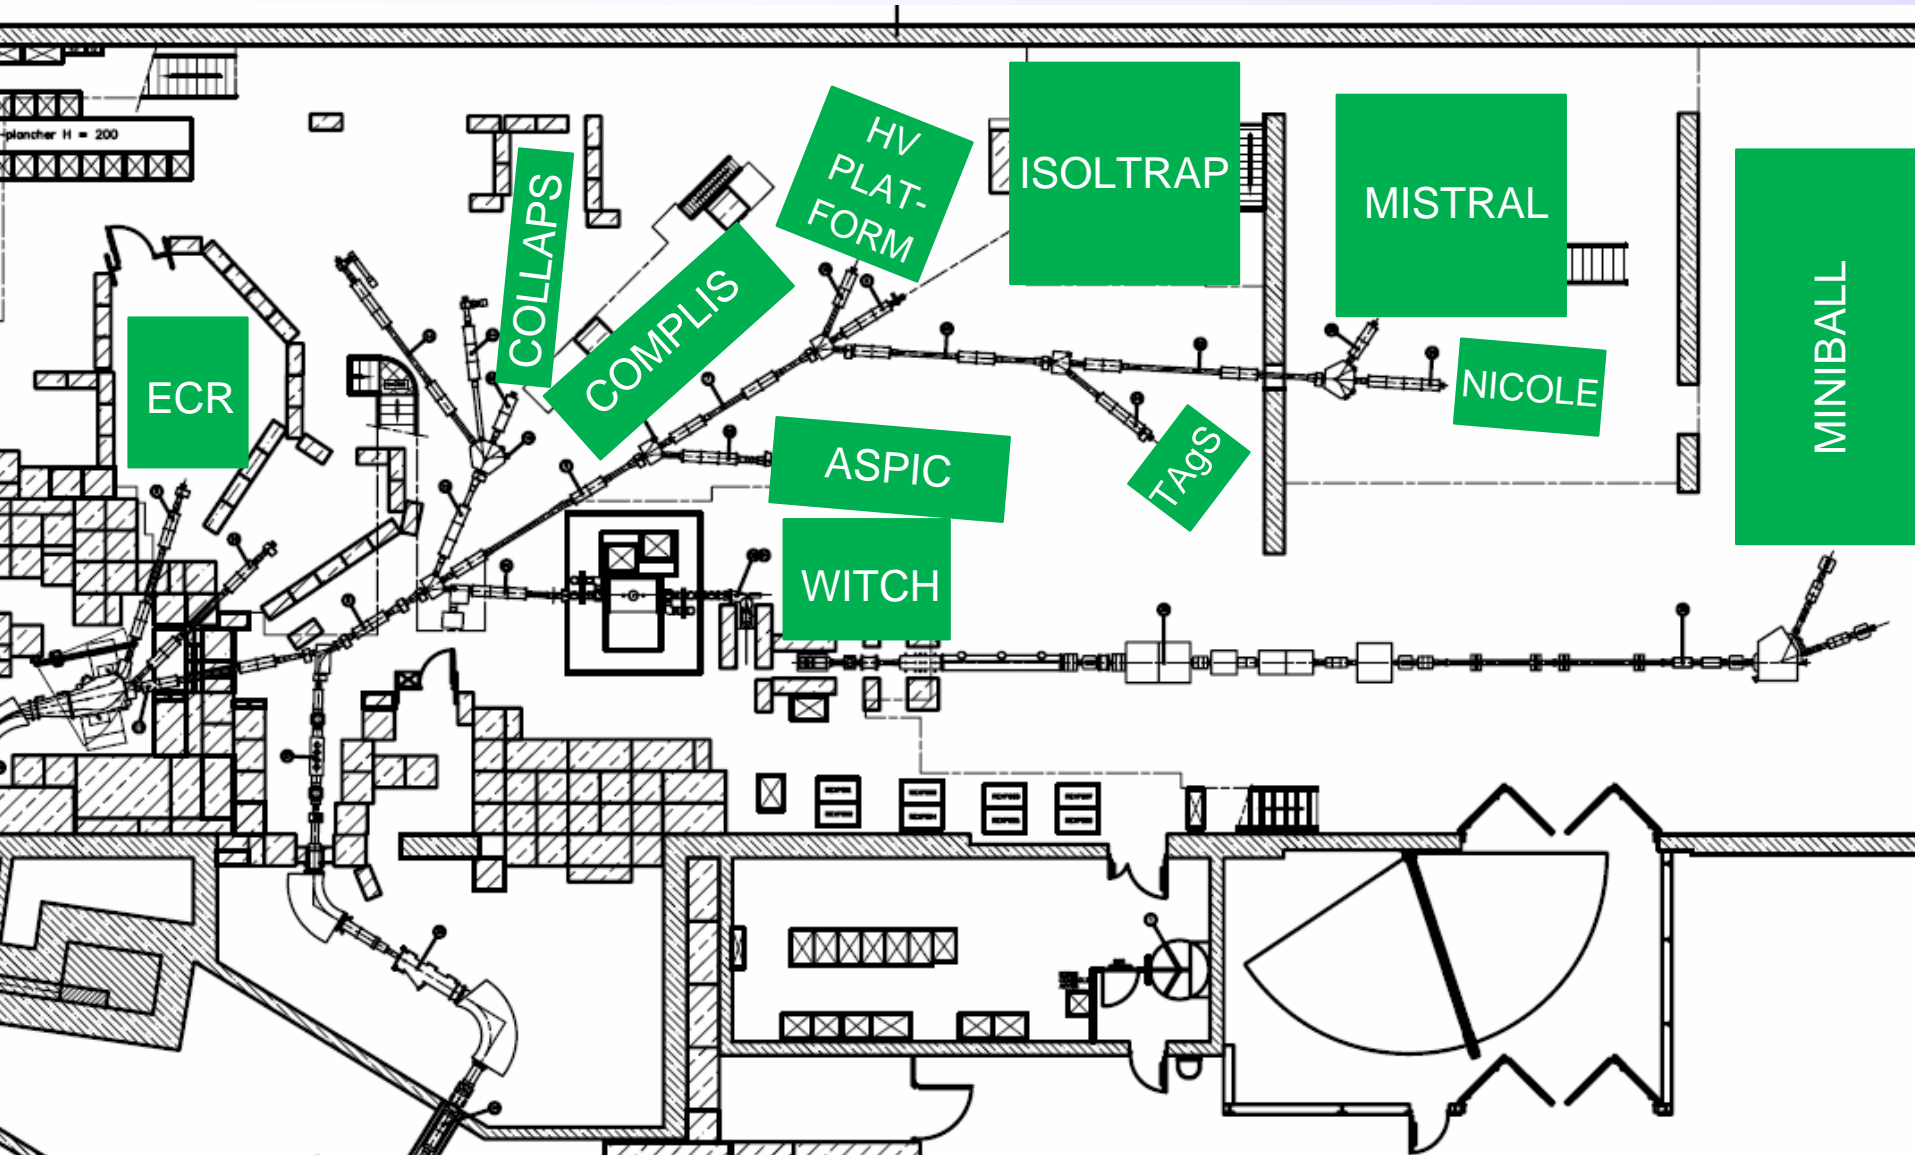 -plancher H = 200
HV
PLAT-
FORM
ISOLTRAP
MISTRAL
COLLAPS
COMPLIS
MINIBALL
ECR
NICOLE
ASPIC
TAgS
WITCH